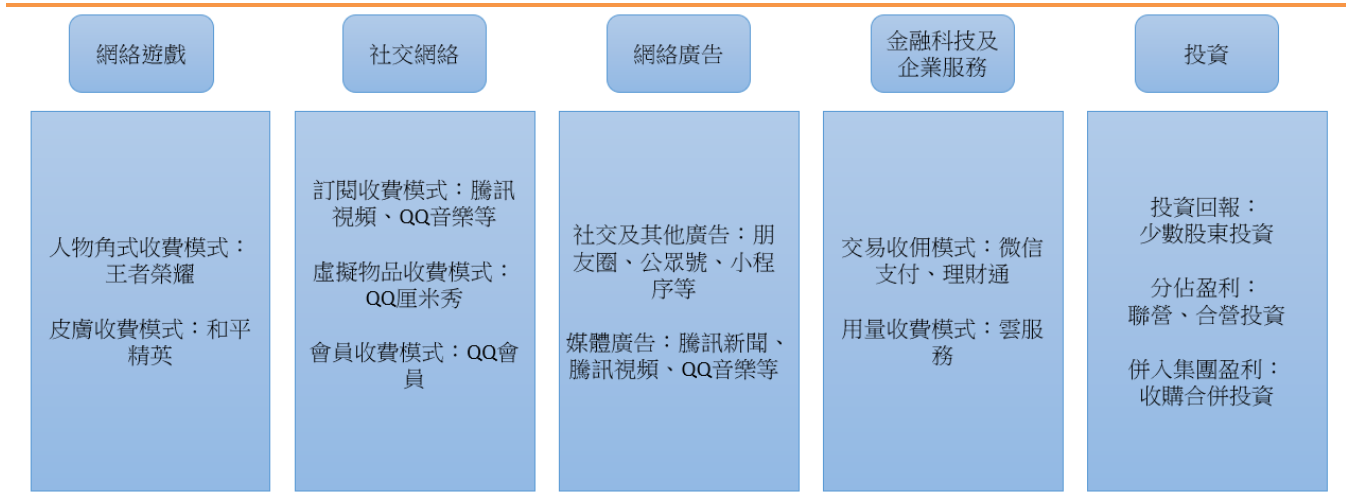 網絡遊戲
社交網絡
網絡廣告
金融科技及
企業服務
投資
人物角式收費模式：
王者榮耀
皮膚收費模式：和平
精英
訂閱收費模式：騰訊
視頻、QQ音樂等
虛擬物品收費模式：
QQ厘米秀
會員收費模式：QQ會
員
社交及其他廣告：朋
友圈、公眾號、小程
序等
媒體廣告：騰訊新聞、
騰訊視頻、QQ音樂等
交易收佣模式：微信
支付、理財通
用量收費模式：雲服
務
投資回報：
少數股東投資
分佔盈利：
聯營、合營投資
併入集團盈利：
收購合併投資